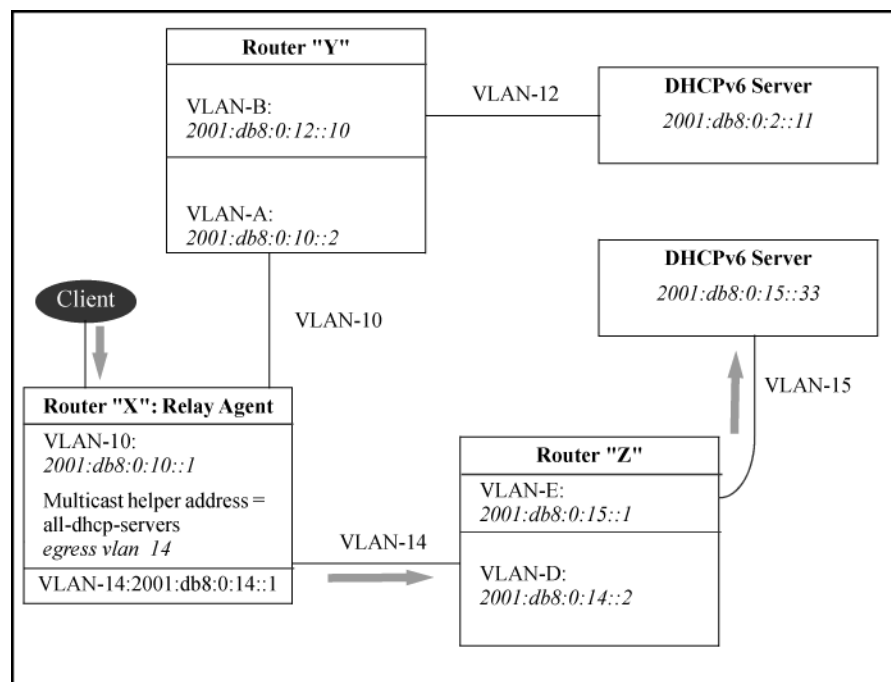 Router "Y"
VLAN-B:
2001:db8:0:12::10
VLAN-A:
2001:db8:0:10::2
VLAN-12
DHCPv6 Server
2001:db8:0:2::11
DHCPv6 Server
2001:db8:0:15::33
Client
VLAN-10
VLAN-15
Router "X": Relay Agent
VLAN-10:
2001:db8:0:10::1
Multicast helper address =
all-dhcp-servers
egress vlan 14
VLAN-14:2001:db8:0:14::1
VLAN-14
Router "Z"
VLAN-E:
2001:db8:0:15::1
VLAN-D:
2001:db8:0:14::2